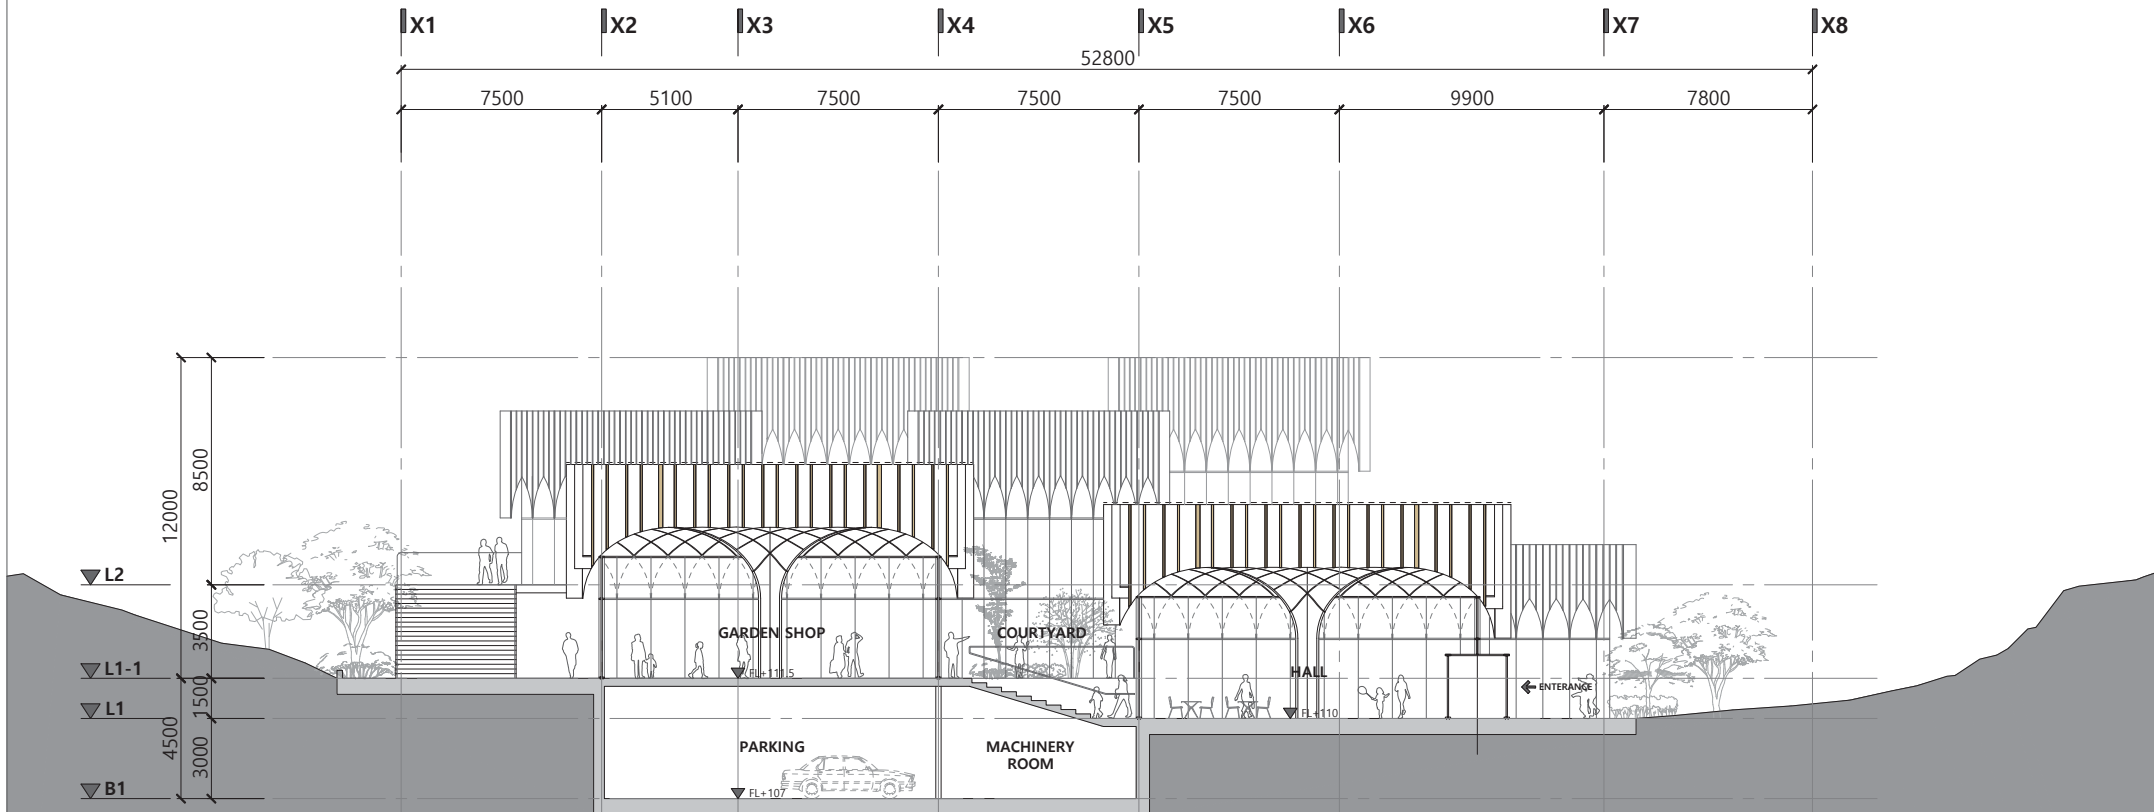 X1 X2 X3 X4 X5 X6 X7 X8
52800
7500 5100 7500 7500 7500 9900 7800
8500
12000
L2
3500
GARDEN SHOP
COURTYARD
L1-1
FL+111.5
HALL
ENTERANCE
1500
L1
FL+110
4500
3000
PARKING
MACHINERY
ROOM
B1
FL+107